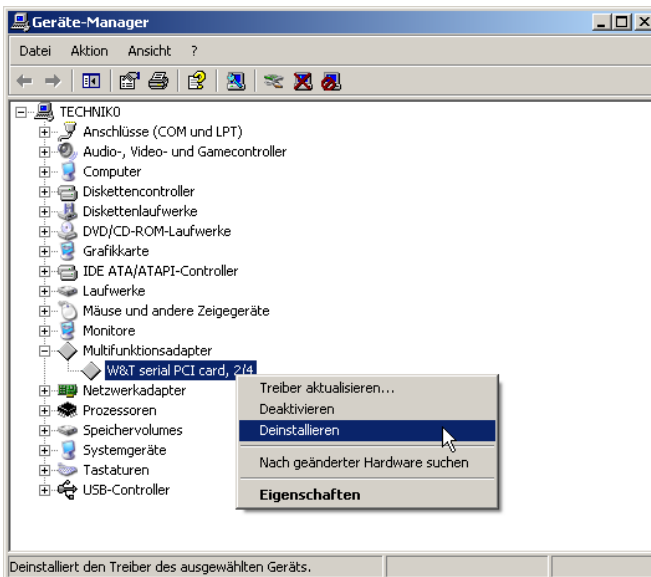 Geräte-Manager
Datei Aktion Ansicht ?
TECHNIK0
Anschlüsse (COM und LPT)
Audio-, Video- und Gamecontroller
Computer
Diskettencontroller
Diskettenlaufwerke
DVD/CD-ROM-Laufwerke
Grafikkarte
IDE ATA/ATAPI-Controller
Laufwerke
Mäuse und andere Zeigegeräte
Monitore
Multifunktionsadapter
W&T serial PCI card, 2/4
Netzwerkadapter
Prozessoren
Speichervolumes
Systemgeräte
Tastaturen
USB-Controller
Treiber aktualisieren...
Deaktivieren
Deinstallieren
Nach geänderter Hardware suchen
Eigenschaften
Deinstalliert den Treiber des ausgewählten Geräts.